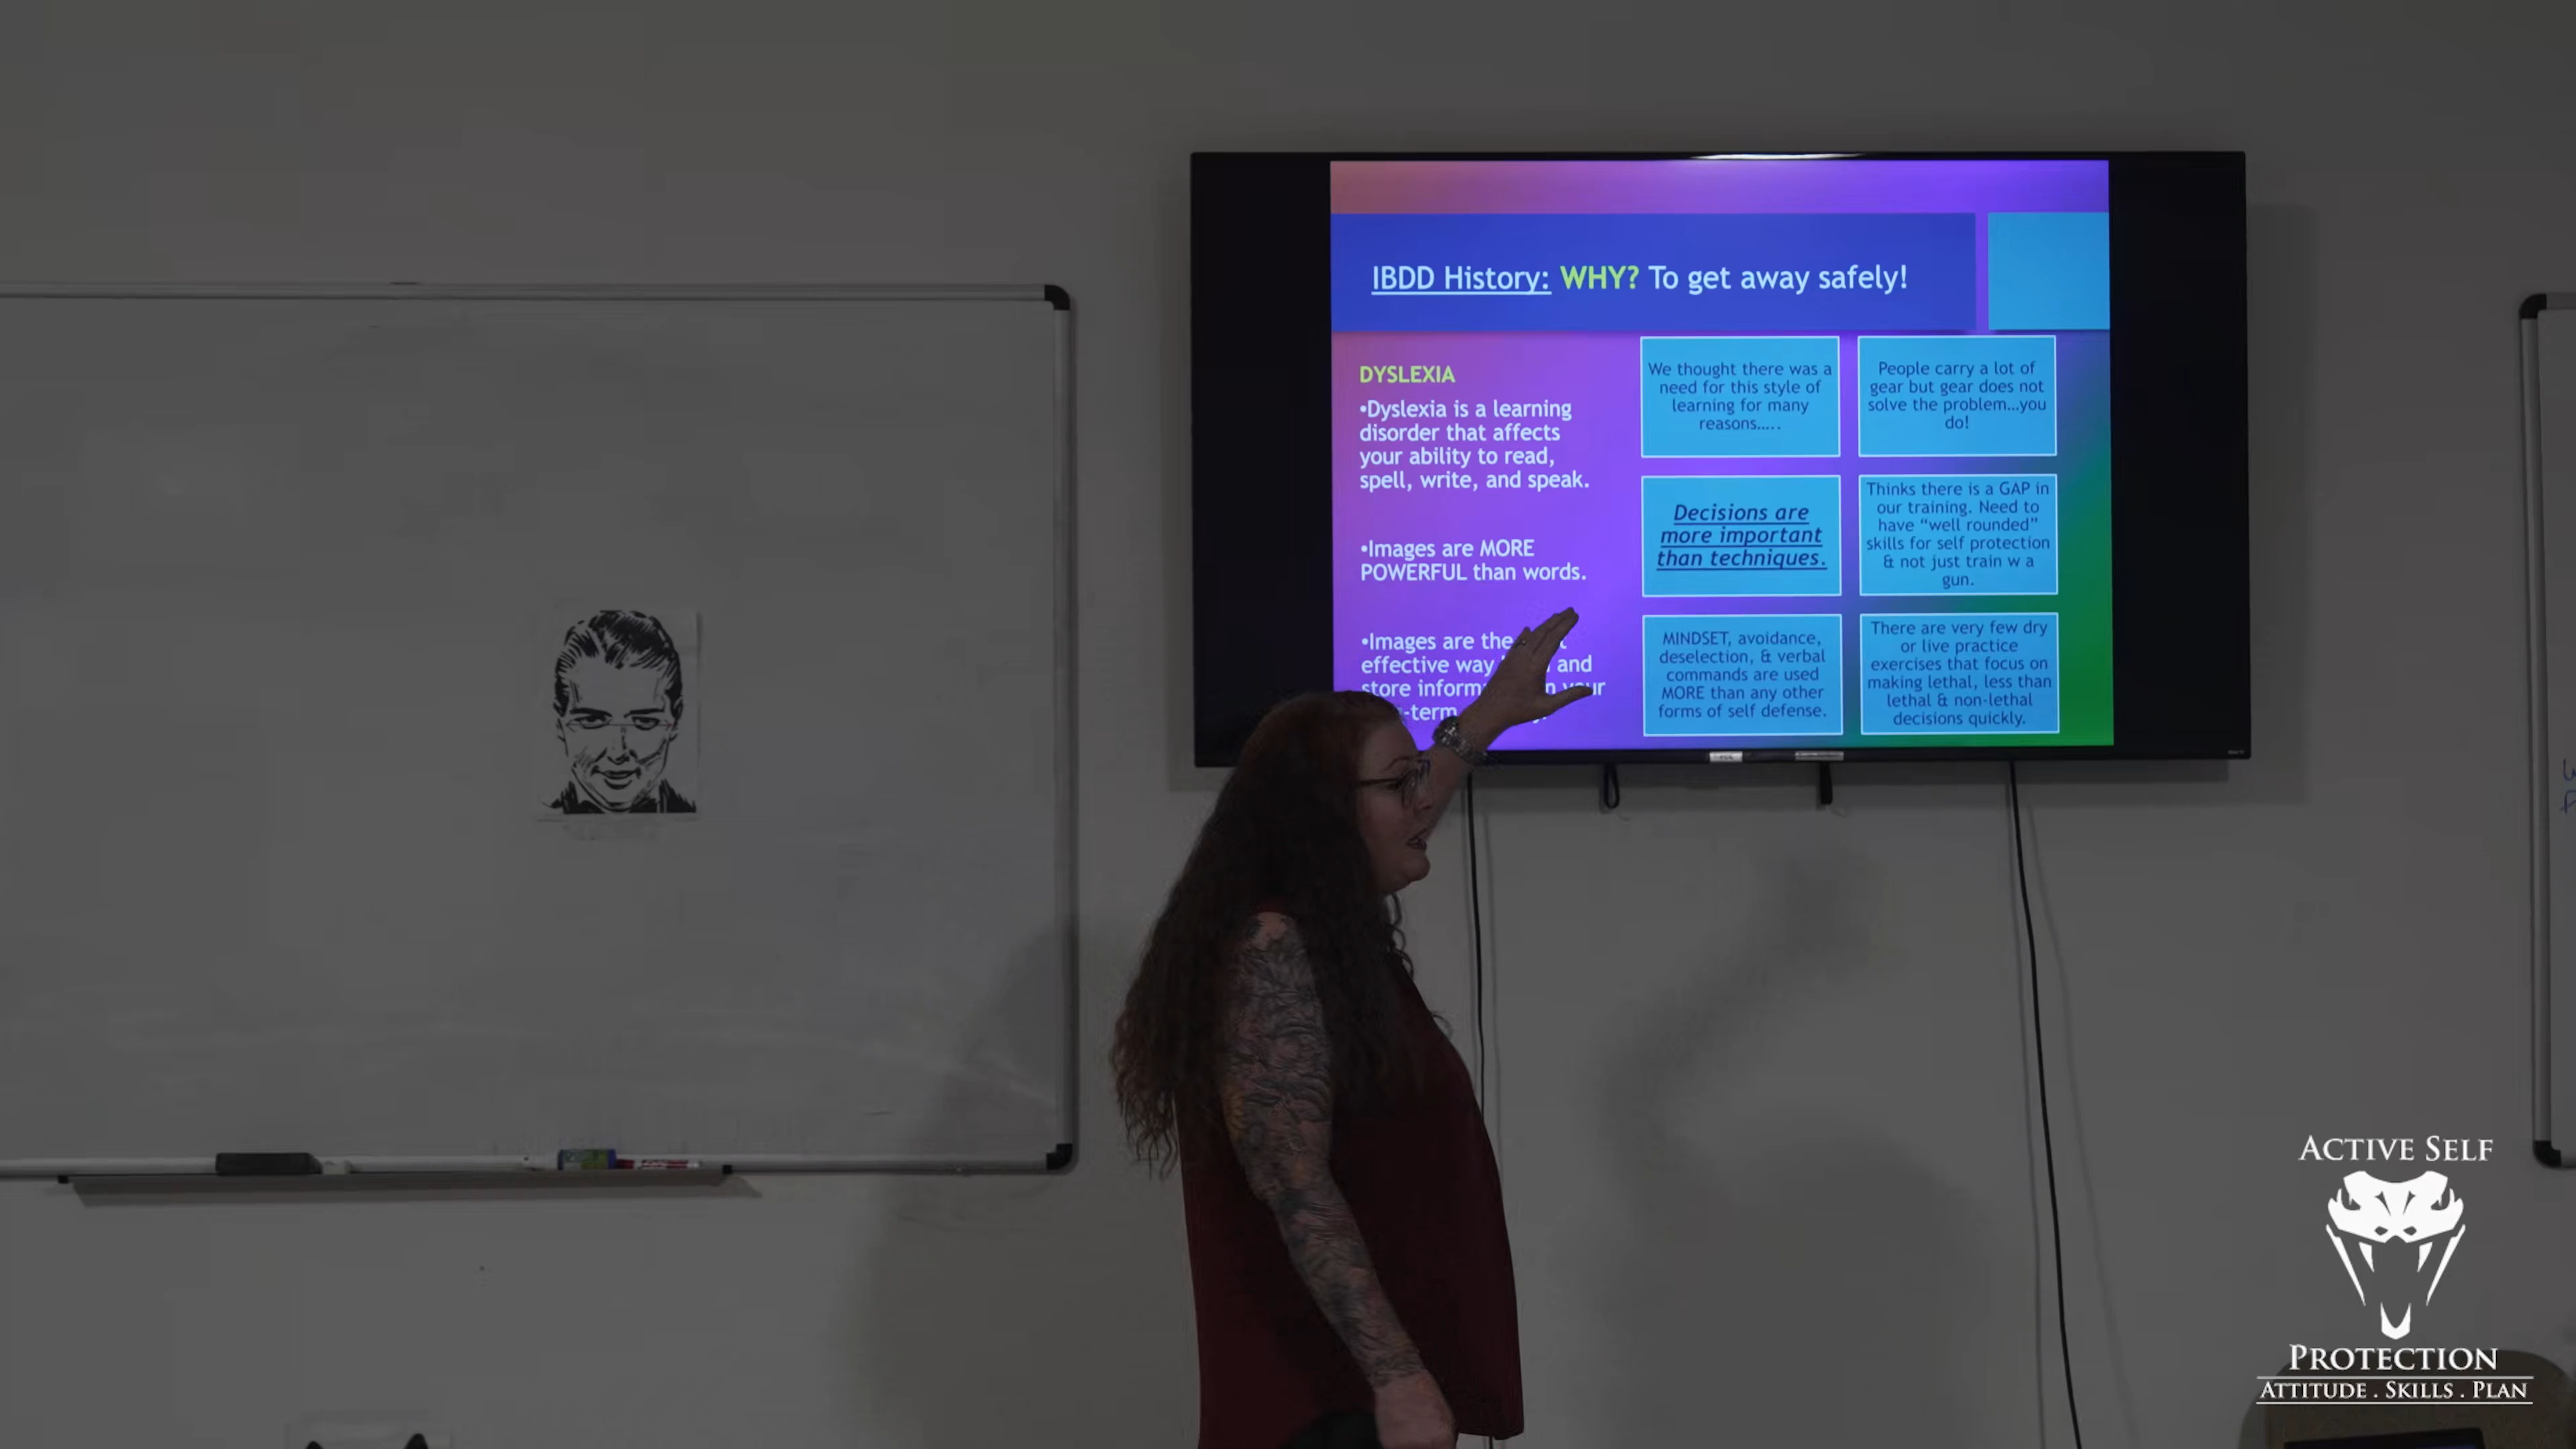 IBDD History: WHY? To get away safely!
DYSLEXIA
•Dyslexia is a learning
disorder that affects
your ability to read,
spell, write, and speak.
•Images are MORE
POWERFUL than words.
•Images are the
effective way and
store your
-term
We thought there was a
need for this style of
learning for many
reasons.....
People carry a lot of
gear but gear does not
solve the problem...you
do!
Decisions are
more important
than techniques.
Thinks there is a GAP in
our training. Need to
have “well rounded”
skills for self protection
& not just train w a
gun.
MINDSET, avoidance,
deselection, & verbal
commands are used
MORE than any other
forms of self defense.
There are very few dry
or live practice
exercises that focus on
making lethal, less than
lethal & non-lethal
decisions quickly.
ACTIVE SELF
PROTECTION
ATTITUDE . SKILLS . PLAN